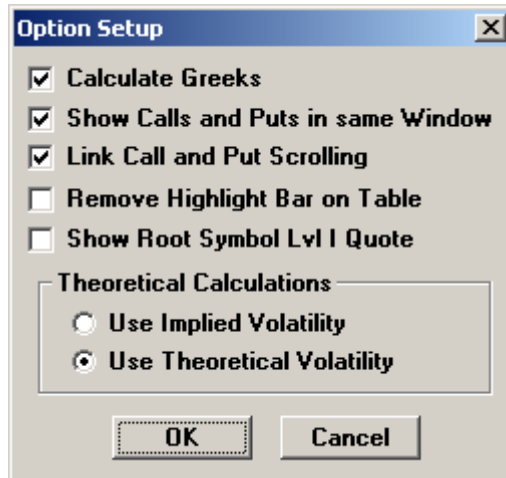 Option Setup
Calculate Greeks
Show Calls and Puts in same Window
Link Call and Put Scrolling
Remove Highlight Bar on Table
Show Root Symbol Lvl I Quote
Theoretical Calculations
Use Implied Volatility
Use Theoretical Volatility
OK Cancel